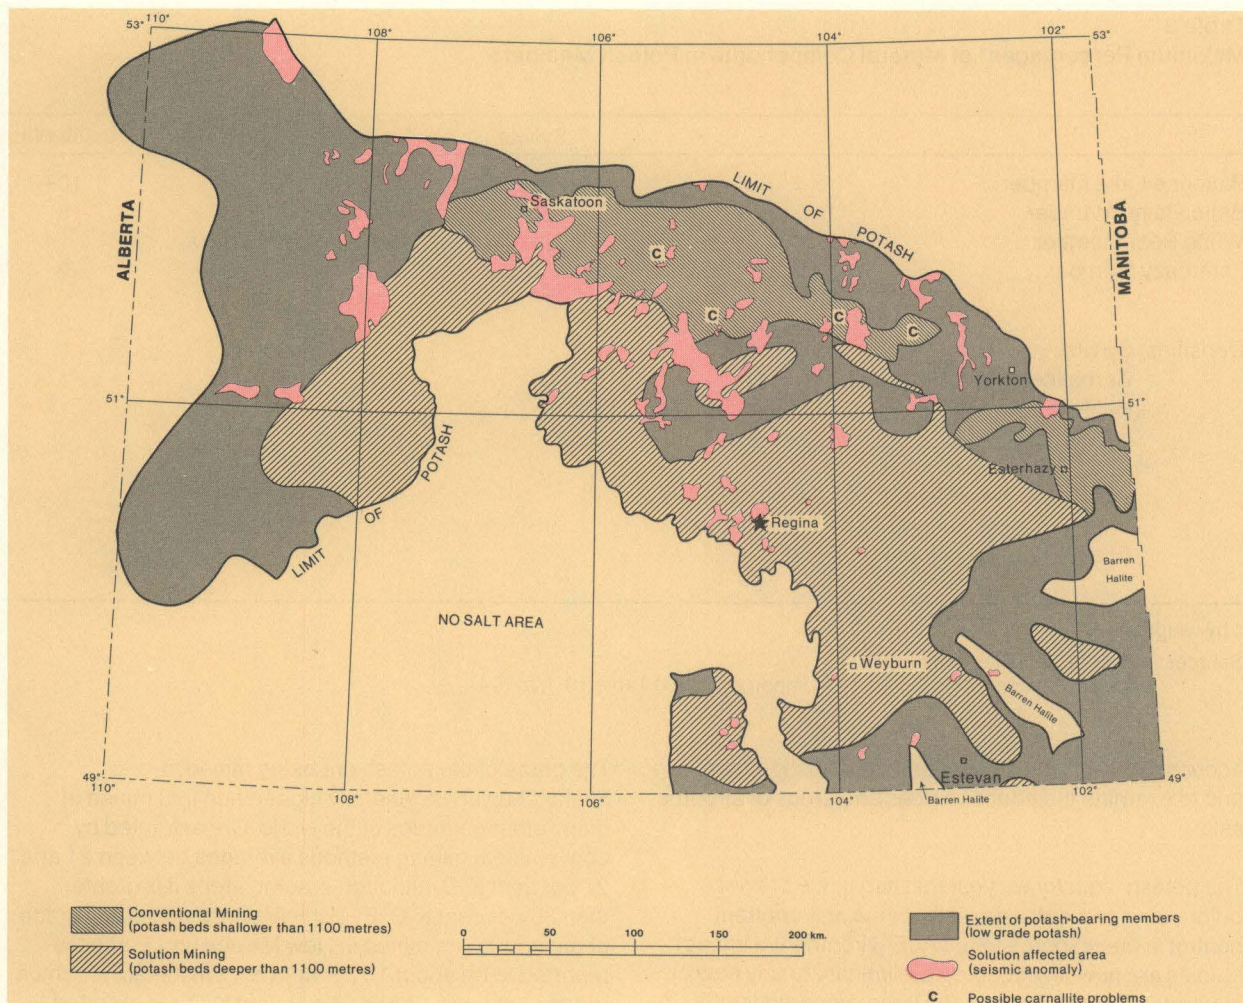 110°
53°
108°
106°
104°
102°
53°
ALBERTA
MANITOBA
LIMIT OF POTASH
Saskatoon
C
C
C
C
Yorkton
51°
51°
Esterhazy
LIMIT OF POTASH
Regina
Barren
Halite
NO SALT AREA
Weyburn
Barren Halite
Estevan
Barren Halite
49°
110°
108°
106°
104°
102°
49°
Conventional Mining
(potash beds shallower than 1100 metres)
Solution Mining
(potash beds deeper than 1100 metres)
0 50 100 150 200 km.
Extent of potash-bearing members
(low grade potash)
Solution affected area
(seismic anomaly)
C Possible carnallite problems